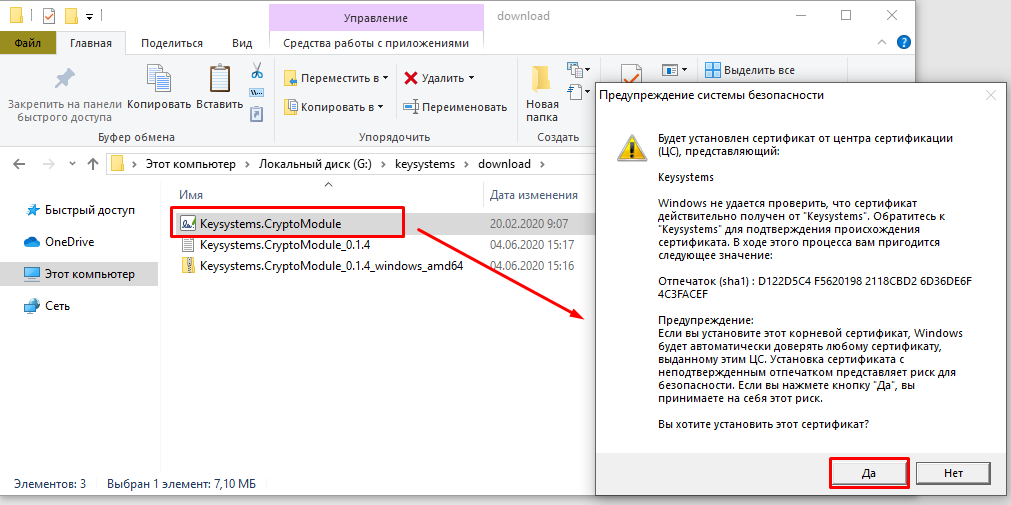 Управление
download
Файл
Главная
Поделиться
Вид
Средства работы с приложениями
Закрепить на панели
быстрого доступа
Копировать
Вставить
Переместить в
Копировать в
Удалить
Переименовать
Новая
папка
Выделить все
Буфер обмена
Упорядочить
Создать
Этот компьютер
Локальный диск (G:)
keysystems
download
Имя
Дата изменения
Быстрый доступ
OneDrive
Этот компьютер
Сеть
Keysystems.CryptoModule
20.02.2020 9:07
Keysystems.CryptoModule_0.1.4
04.06.2020 15:17
Keysystems.CryptoModule_0.1.4_windows_amd64
04.06.2020 15:16
Элементов: 3
Выбран 1 элемент: 7,10 МБ
Предупреждение системы безопасности
Будет установлен сертификат от центра сертификации
(ЦС), представляющий:
Keysystems
Windows не удается проверить, что сертификат
действительно получен от "Keysystems". Обратитесь к
"Keysystems" для подтверждения происхождения
сертификата. В ходе этого процесса вам пригодится
следующее значение:
Отпечаток (sha1) : D122D5C4 F5620198 2118CBD2 6D36DE6F
4C3FACEF
Предупреждение:
Если вы установите этот корневой сертификат, Windows
будет автоматически доверять любому сертификату,
выданному этим ЦС. Установка сертификата с
неподтвержденным отпечатком представляет риск для
безопасности. Если вы нажмете кнопку "Да", вы
принимаете на себя этот риск.
Вы хотите установить этот сертификат?
Да
Нет